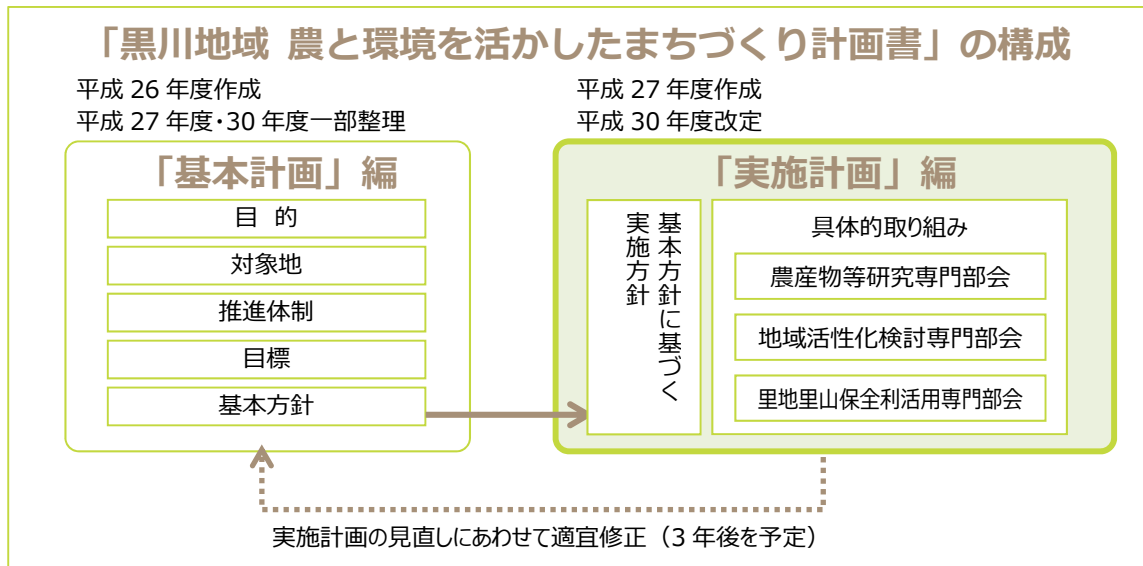 「黒川地域 農と環境を活かしたまちづくり計画書」の構成
平成 26 年度作成
平成 27 年度・30 年度一部整理
「基本計画」編
目 的
対象地
推進体制
目標
基本方針
平成 27 年度作成
平成 30 年度改定
「実施計画」編
基本方針に基づく
実施方針
具体的取り組み
農産物等研究専門部会
地域活性化検討専門部会
里地里山保全利活用専門部会
実施計画の見直しにあわせて適宜修正（3 年後を予定）